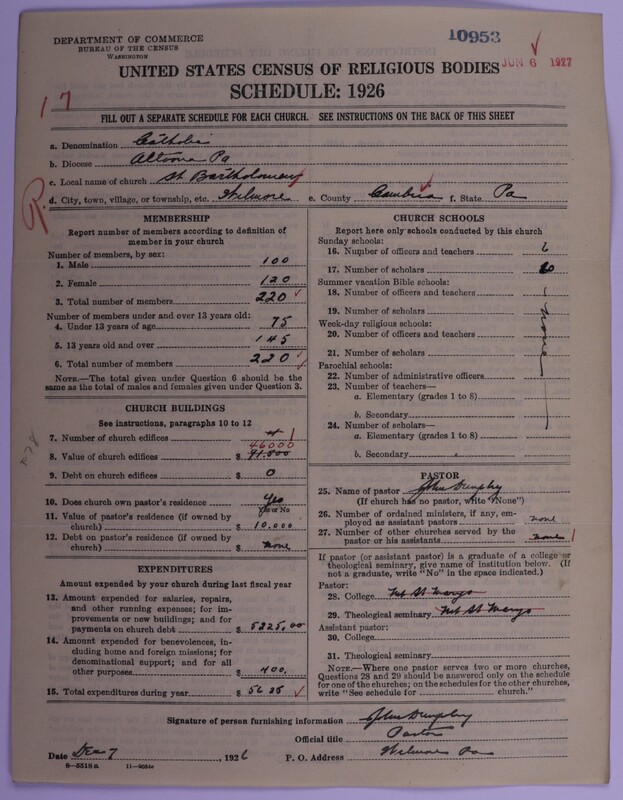 DEPARTMENT OF COMMERCE
BUREAU OF THE CENSUS
WASHINGTON
10953
JUN 6 1927
UNITED STATES CENSUS OF RELIGIOUS BODIES
SCHEDULE: 1926
17
FILL OUT A SEPARATE SCHEDULE FOR EACH CHURCH. SEE INSTRUCTIONS ON THE BACK OF THIS SHEET
a. Denomination Catholic
b. Diocese Altoona Pa
c. Local name of church St Bartholomew
d. City, town, village, or township, etc. Wilmore e. County Cambria f. State Pa
R
MEMBERSHIP
Report number of members according to definition of member in your church
Number of members, by sex:
1. Male 100
2. Female 120
3. Total number of members 220
Number of members under and over 13 years old:
4. Under 13 years of age 75
5. 13 years old and over 145
6. Total number of members 220
NOTE.—The total given under Question 6 should be the
same as the total of males and females given under Question 3.
CHURCH BUILDINGS
See instructions, paragraphs 10 to 12
7. Number of church edifices 1
46000
8. Value of church edifices $
9. Debt on church edifices $ 0
10. Does church own pastor's residence Yes
Yes or No
11. Value of pastor's residence (if owned by
church) $ 10.000
12. Debt on pastor's residence (if owned by
church) $ none
EXPENDITURES
Amount expended by your church during last fiscal year
13. Amount expended for salaries, repairs,
and other running expenses; for im-
provements or new buildings; and for
payments on church debt $ 5225,00
14. Amount expended for benevolences, in-
cluding home and foreign missions; for
denominational support; and for all
other purposes $ 400.
15. Total expenditures during year $ 5625
CHURCH SCHOOLS
Report here only schools conducted by this church
Sunday schools:
16. Number of officers and teachers 6
17. Number of scholars 60
Summer vacation Bible schools:
18. Number of officers and teachers
19. Number of scholars
Week-day religious schools:
20. Number of officers and teachers
21. Number of scholars
Parochial schools:
22. Number of administrative officers
23. Number of teachers—
a. Elementary (grades 1 to 8)
b. Secondary
24. Number of scholars—
a. Elementary (grades 1 to 8)
b. Secondary
none
PASTOR
25. Name of pastor John Dunphy
(If church has no pastor, write "None")
26. Number of ordained ministers, if any, em-
ployed as assistant pastors none
27. Number of other churches served by the
pastor or his assistants none 1
If pastor (or assistant pastor) is a graduate of a college or
theological seminary, give name of institution below. (If
not a graduate, write "No" in the space indicated.)
Pastor:
28. College Mt St Marys
29. Theological seminary Mt St Marys
Assistant pastor:
30. College
31. Theological seminary
NOTE.—Where one pastor serves two or more churches,
Questions 28 and 29 should be answered only on the schedule
for one of the churches; on the schedules for the other churches,
write "See schedule for church."
Signature of person furnishing information John Dunphy
Official title Pastor
Date Dec 7, 1926 P. O. Address Wilmore Pa